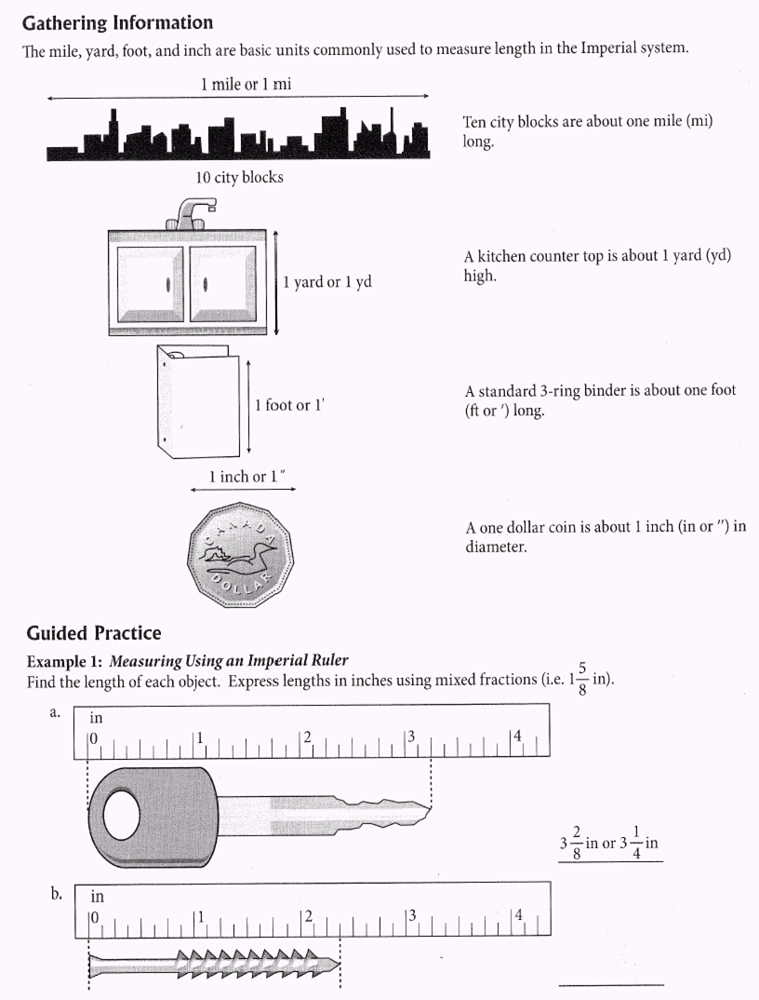 Gathering Information
The mile, yard, foot, and inch are basic units commonly used to measure length in the Imperial system.
1 mile or 1 mi
Ten city blocks are about one mile (mi)
long.
10 city blocks
1 yard or 1 yd
A kitchen counter top is about 1 yard (yd)
high.
1 foot or 1'
A standard 3-ring binder is about one foot
(ft or ') long.
1 inch or 1"
CANADA
DOLLAR
A one dollar coin is about 1 inch (in or ") in
diameter.
Guided Practice
Example 1: Measuring Using an Imperial Ruler
Find the length of each object. Express lengths in inches using mixed fractions (i.e. 1 5/8 in).
a.
in
0 1 2 3 4
3 2/8 in or 3 1/4 in
b.
in
0 1 2 3 4